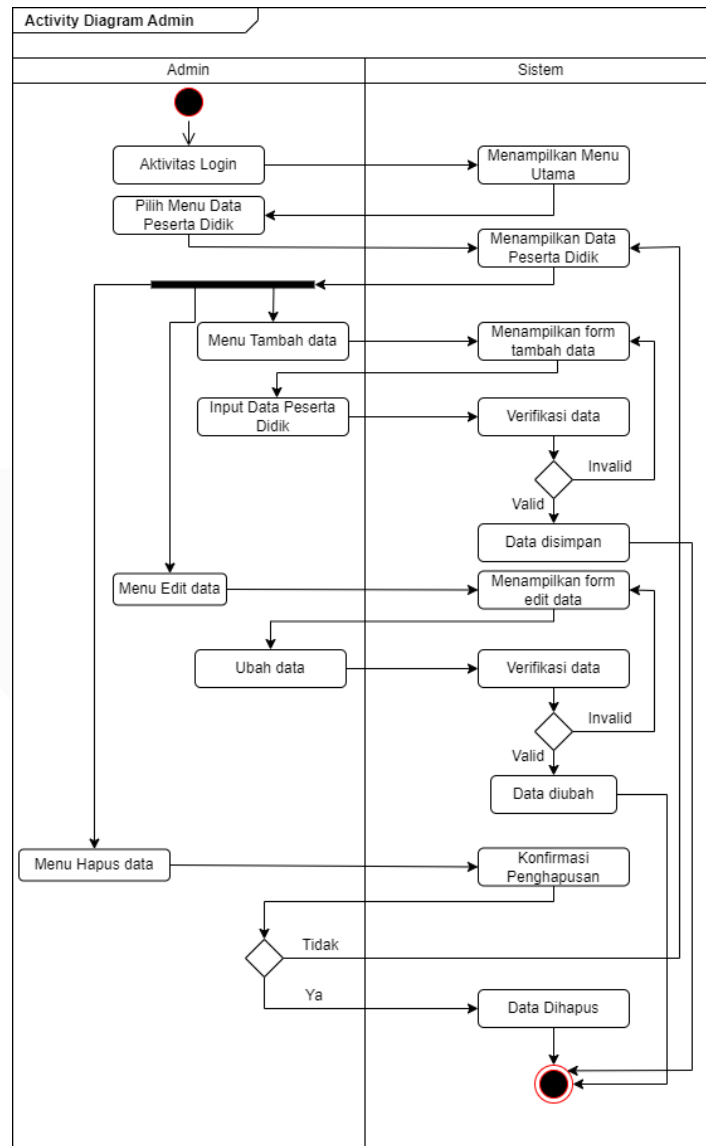 Activity Diagram Admin
Admin
Sistem
Aktivitas Login
Menampilkan Menu
Utama
Pilih Menu Data
Peserta Didik
Menampilkan Data
Peserta Didik
Menu Tambah data
Menampilkan form
tambah data
Input Data Peserta
Didik
Verifikasi data
Invalid
Valid
Data disimpan
Menu Edit data
Menampilkan form
edit data
Ubah data
Verifikasi data
Invalid
Valid
Data diubah
Menu Hapus data
Konfirmasi
Penghapusan
Tidak
Ya
Data Dihapus